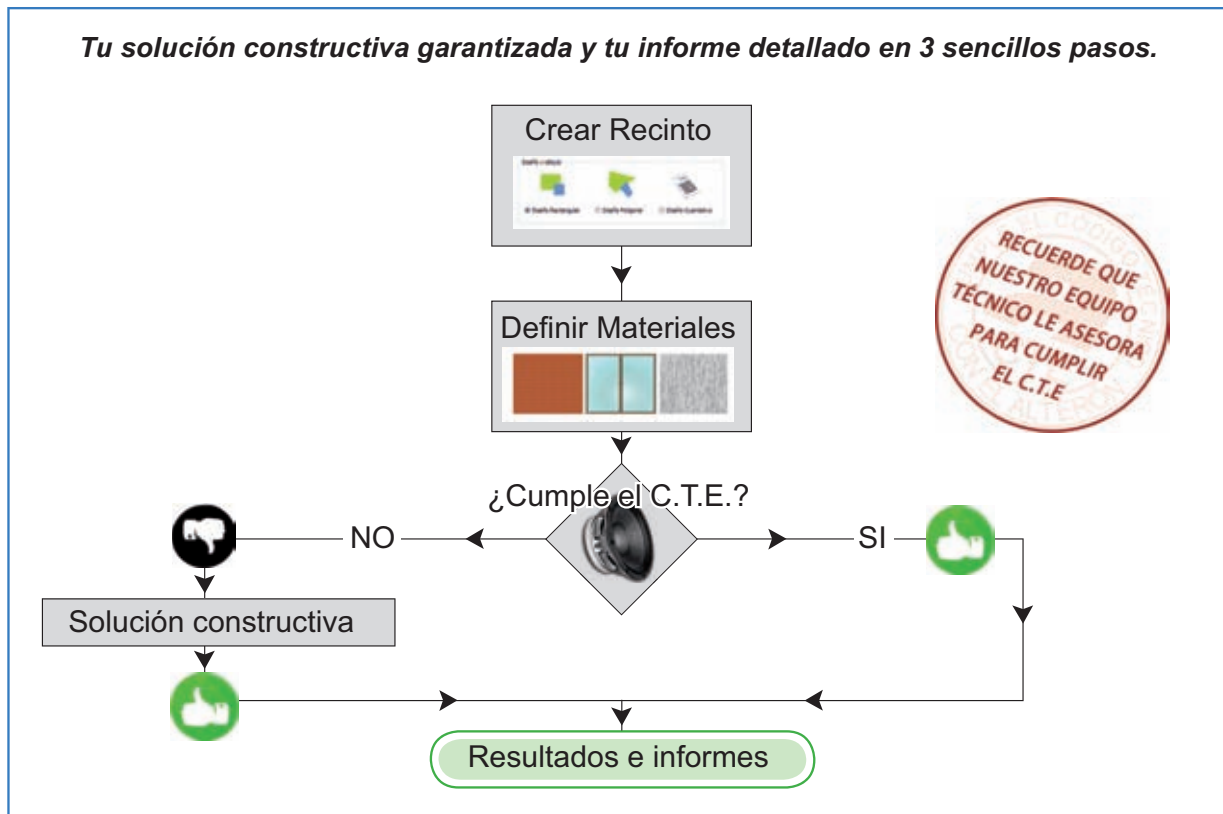 Tu solución constructiva garantizada y tu informe detallado en 3 sencillos pasos.
Crear Recinto
Definir Materiales
RECUERDE QUE
NUESTRO EQUIPO
TÉCNICO LE ASESORA
PARA CUMPLIR
EL C.T.E
¿Cumple el C.T.E.?
NO
SI
Solución constructiva
Resultados e informes